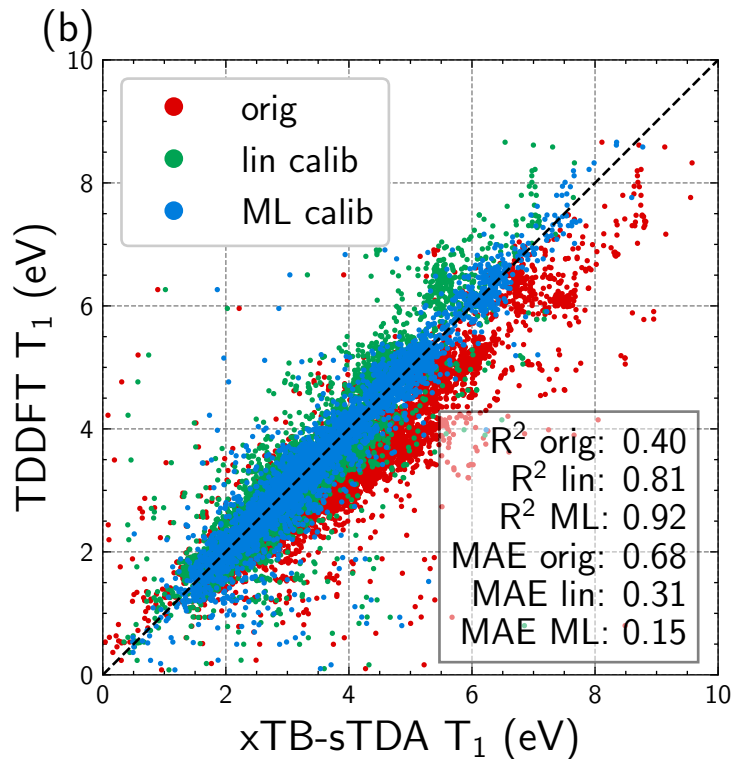 (b)
10
8
6
4
2
0
0 2 4 6 8 10
TDDFT T₁ (eV)
xTB-sTDA T₁ (eV)
orig
lin calib
ML calib
R² orig: 0.40
R² lin: 0.81
R² ML: 0.92
MAE orig: 0.68
MAE lin: 0.31
MAE ML: 0.15